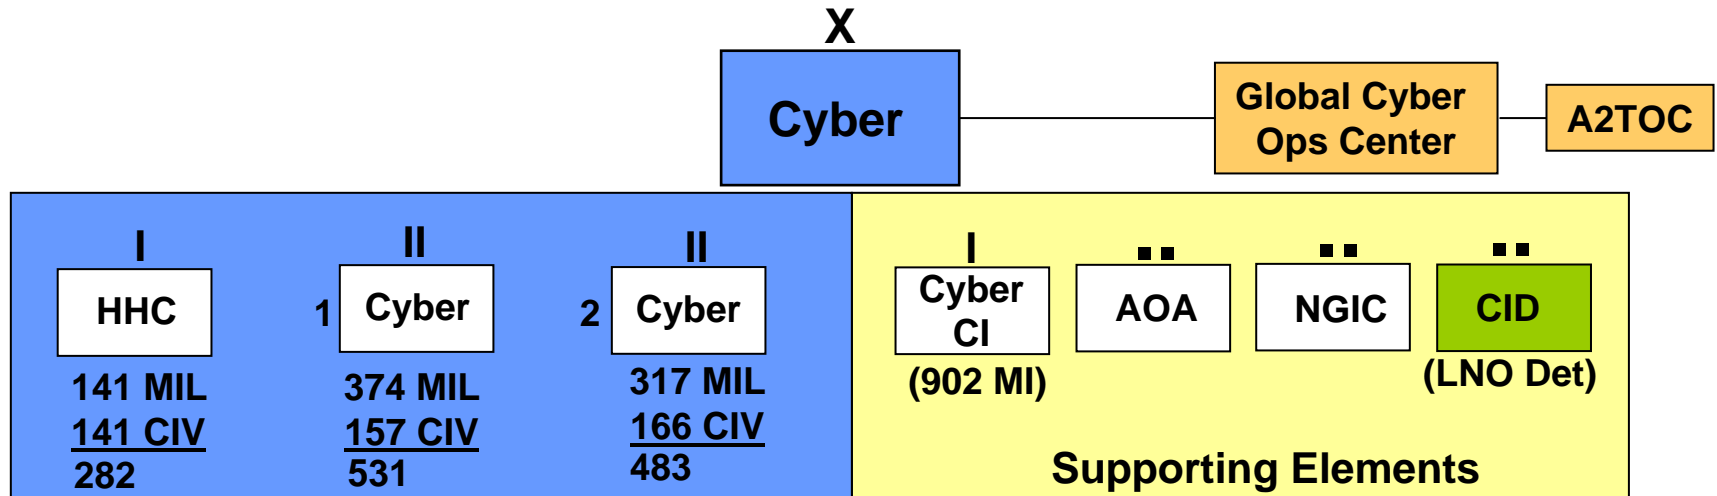 X
Cyber
Global Cyber
Ops Center
A2TOC
I
HHC
141 MIL
141 CIV
282
II
1
Cyber
374 MIL
157 CIV
531
II
2
Cyber
317 MIL
166 CIV
483
I
Cyber
CI
(902 MI)
AOA
NGIC
CID
(LNO Det)
Supporting Elements